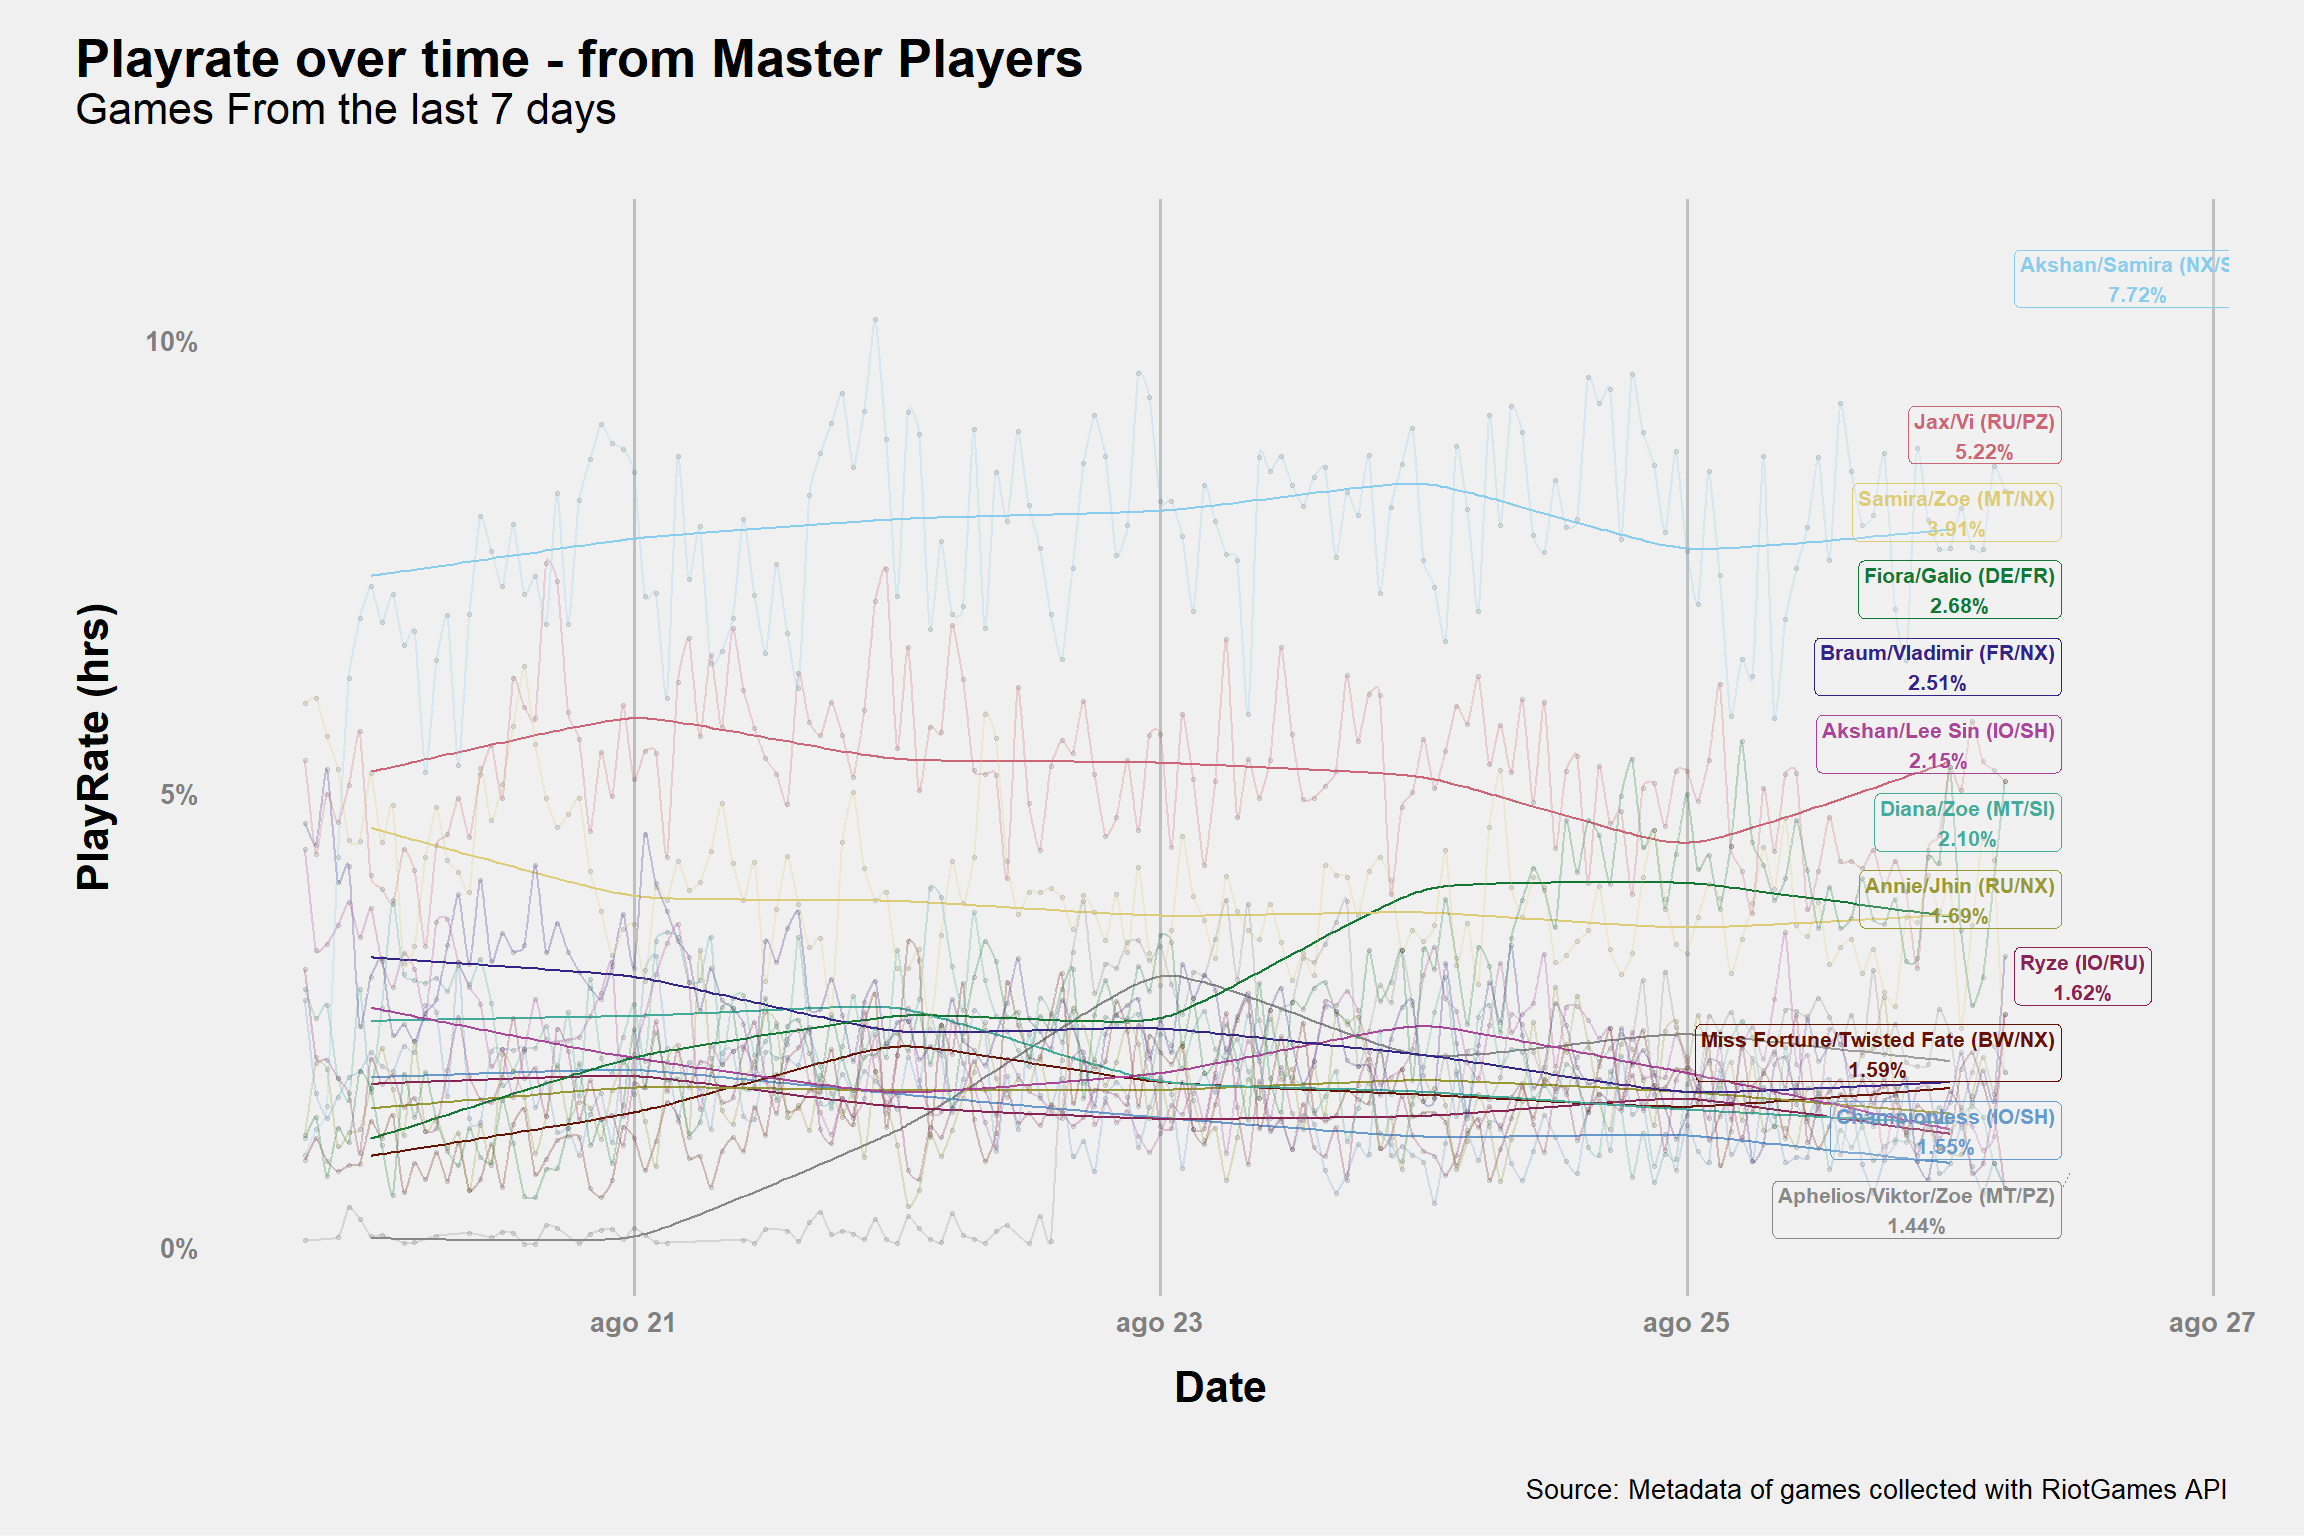 Playrate over time - from Master Players
Games From the last 7 days
Akshan/Samira (NX/S
7.72%
10%
Jax/Vi (RU/PZ)
5.22%
Samira/Zoe (MT/NX)
3.91%
Fiora/Galio (DE/FR)
2.68%
Braum/Vladimir (FR/NX)
2.51%
Akshan/Lee Sin (IO/SH)
2.15%
5%
Diana/Zoe (MT/SI)
2.10%
Annie/Jhin (RU/NX)
1.69%
Ryze (IO/RU)
1.62%
Miss Fortune/Twisted Fate (BW/NX)
1.59%
Championless (IO/SH)
1.55%
Aphelios/Viktor/Zoe (MT/PZ)
1.44%
0%
PlayRate (hrs)
ago 21
ago 23
ago 25
ago 27
Date
Source: Metadata of games collected with RiotGames API